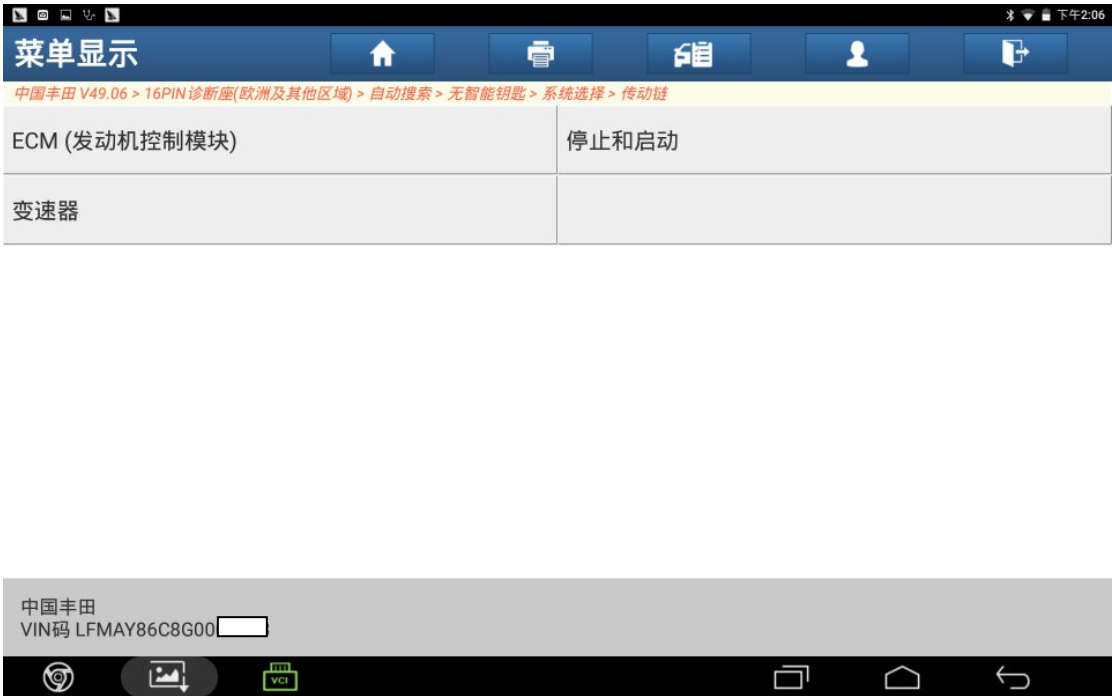 下午2:06
菜单显示
中国丰田 V49.06 > 16PIN诊断座(欧洲及其他区域) > 自动搜索 > 无智能钥匙 > 系统选择 > 传动链
ECM (发动机控制模块)
停止和启动
变速器
中国丰田
VIN码 LFMAY86C8G00
VCI